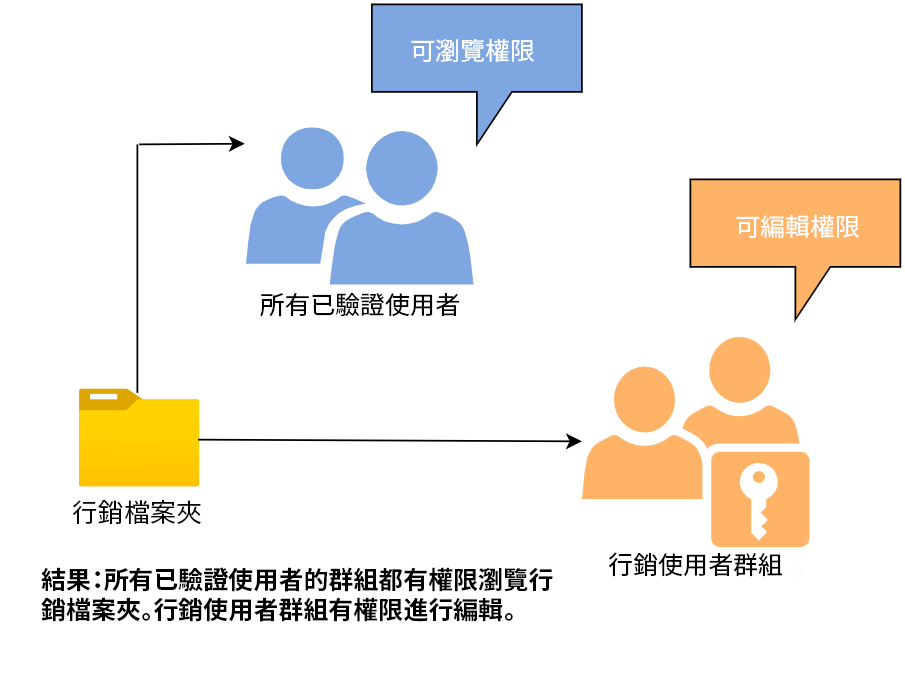 可瀏覽權限
可編輯權限
所有已驗證使用者
行銷檔案夾
行銷使用者群組
結果：所有已驗證使用者的群組都有權限瀏覽行
銷檔案夾。行銷使用者群組有權限進行編輯。